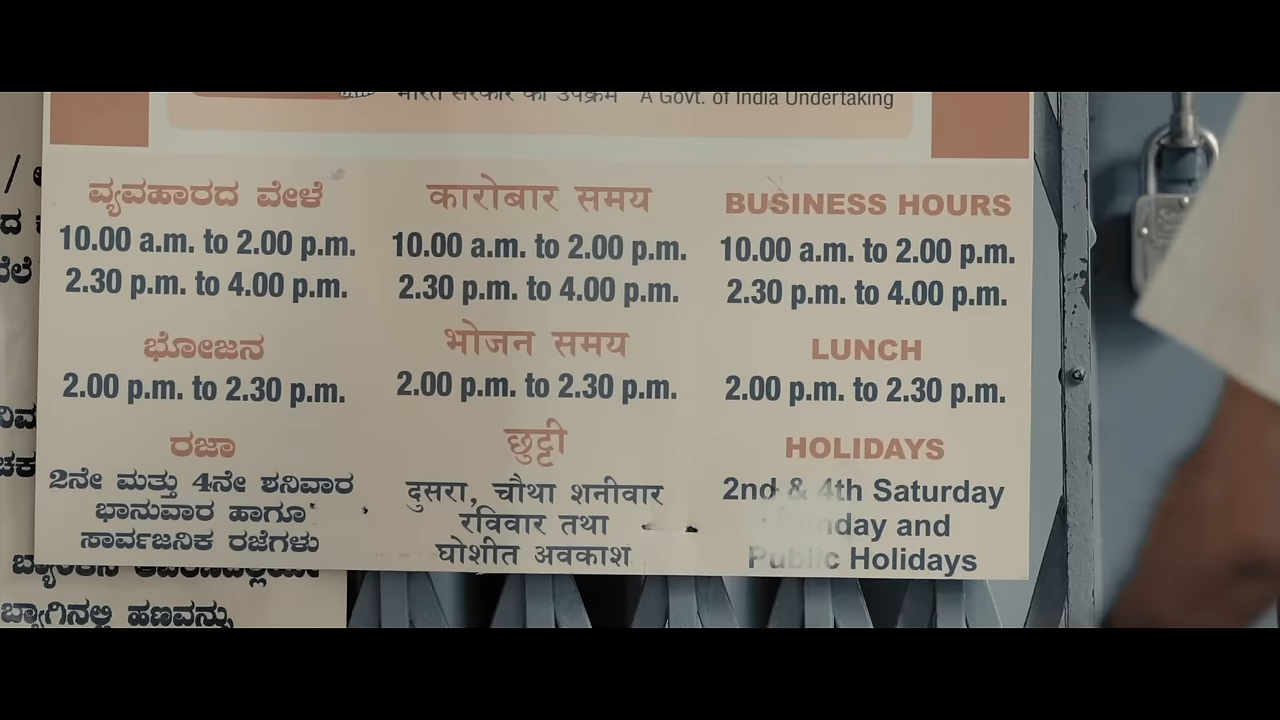 भारत सरकार का उपक्रम A Govt. of India Undertaking
ವ್ಯವಹಾರದ ವೇಳೆ
10.00 a.m. to 2.00 p.m.
2.30 p.m. to 4.00 p.m.
ಭೋಜನ
2.00 p.m. to 2.30 p.m.
ರಜಾ
2ನೇ ಮತ್ತು 4ನೇ ಶನಿವಾರ
ಭಾನುವಾರ ಹಾಗೂ
ಸಾರ್ವಜನಿಕ ರಜೆಗಳು
कारोबार समय
10.00 a.m. to 2.00 p.m.
2.30 p.m. to 4.00 p.m.
भोजन समय
2.00 p.m. to 2.30 p.m.
छुट्टी
दुसरा, चौथा शनीवार
रविवार तथा
घोशीत अवकाश
BUSINESS HOURS
10.00 a.m. to 2.00 p.m.
2.30 p.m. to 4.00 p.m.
LUNCH
2.00 p.m. to 2.30 p.m.
HOLIDAYS
2nd & 4th Saturday
Sunday and
Public Holidays
ಬ್ಯಾಗಿನಲ್ಲಿ ಹಣವನ್ನು